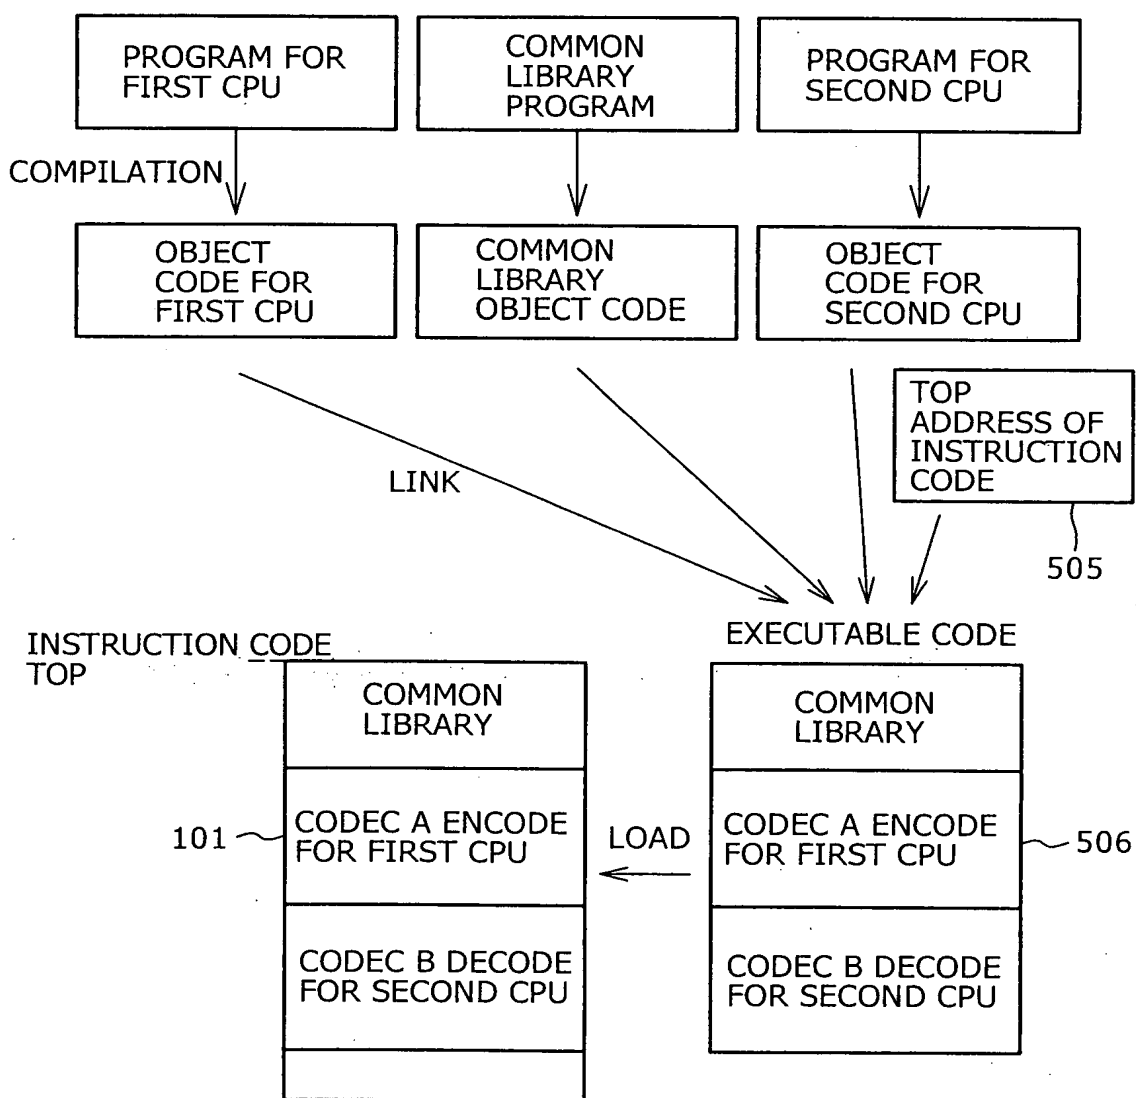 PROGRAM FOR
FIRST CPU
COMMON
LIBRARY
PROGRAM
PROGRAM FOR
SECOND CPU
COMPILATION
OBJECT
CODE FOR
FIRST CPU
COMMON
LIBRARY
OBJECT CODE
OBJECT
CODE FOR
SECOND CPU
TOP
ADDRESS OF
INSTRUCTION
CODE
LINK
505
EXECUTABLE CODE
INSTRUCTION CODE
TOP
COMMON
LIBRARY
COMMON
LIBRARY
101
CODEC A ENCODE
FOR FIRST CPU
LOAD
CODEC A ENCODE
FOR FIRST CPU
506
CODEC B DECODE
FOR SECOND CPU
CODEC B DECODE
FOR SECOND CPU